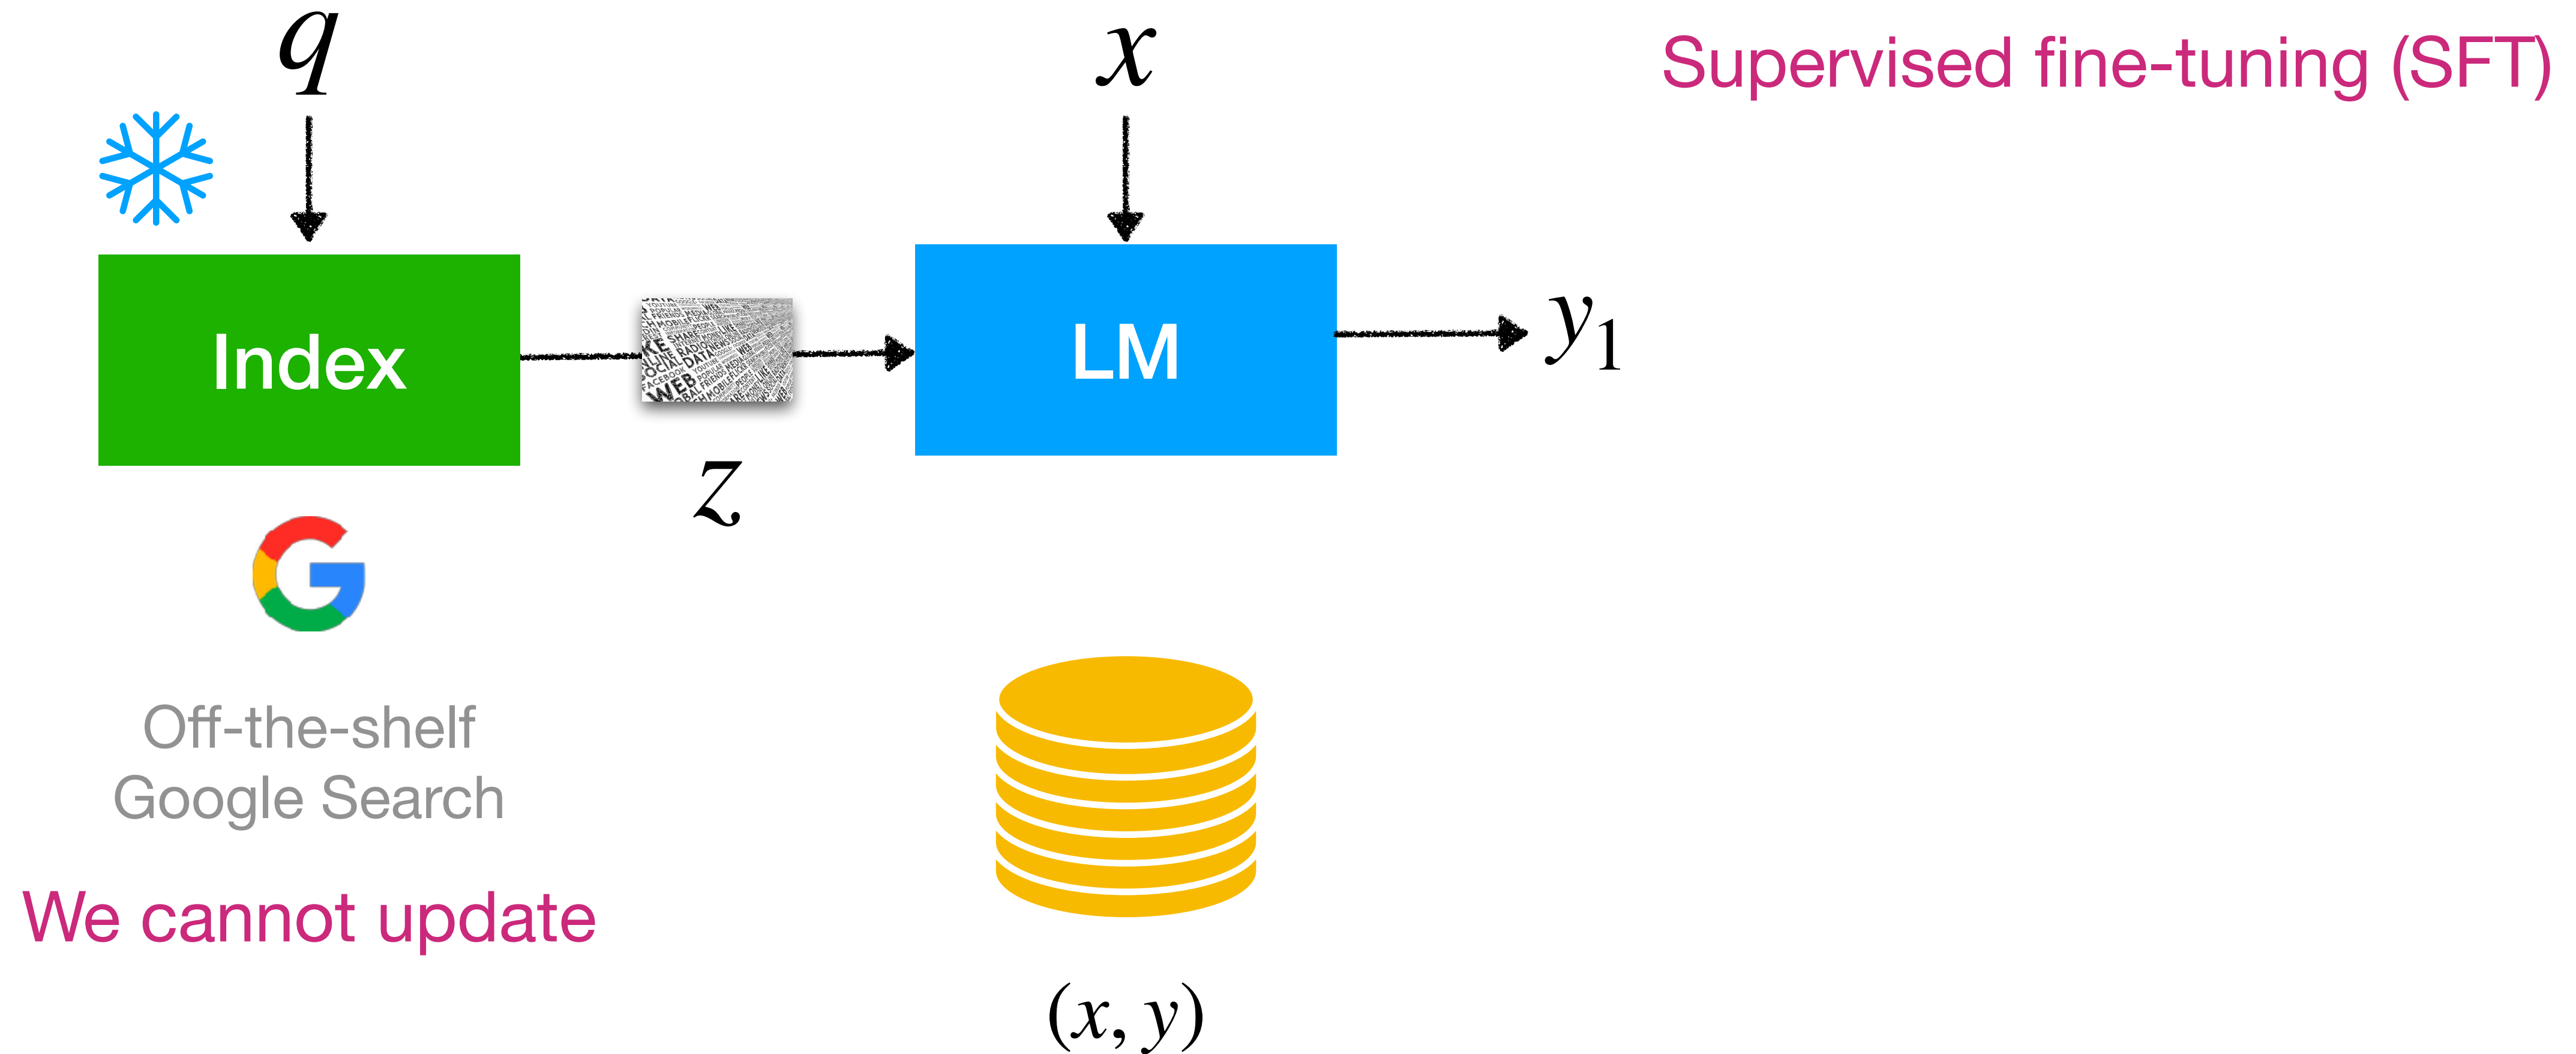 q
x
Supervised fine-tuning (SFT)
Index
LM
y₁
z
Off-the-shelf
Google Search
We cannot update
(x, y)